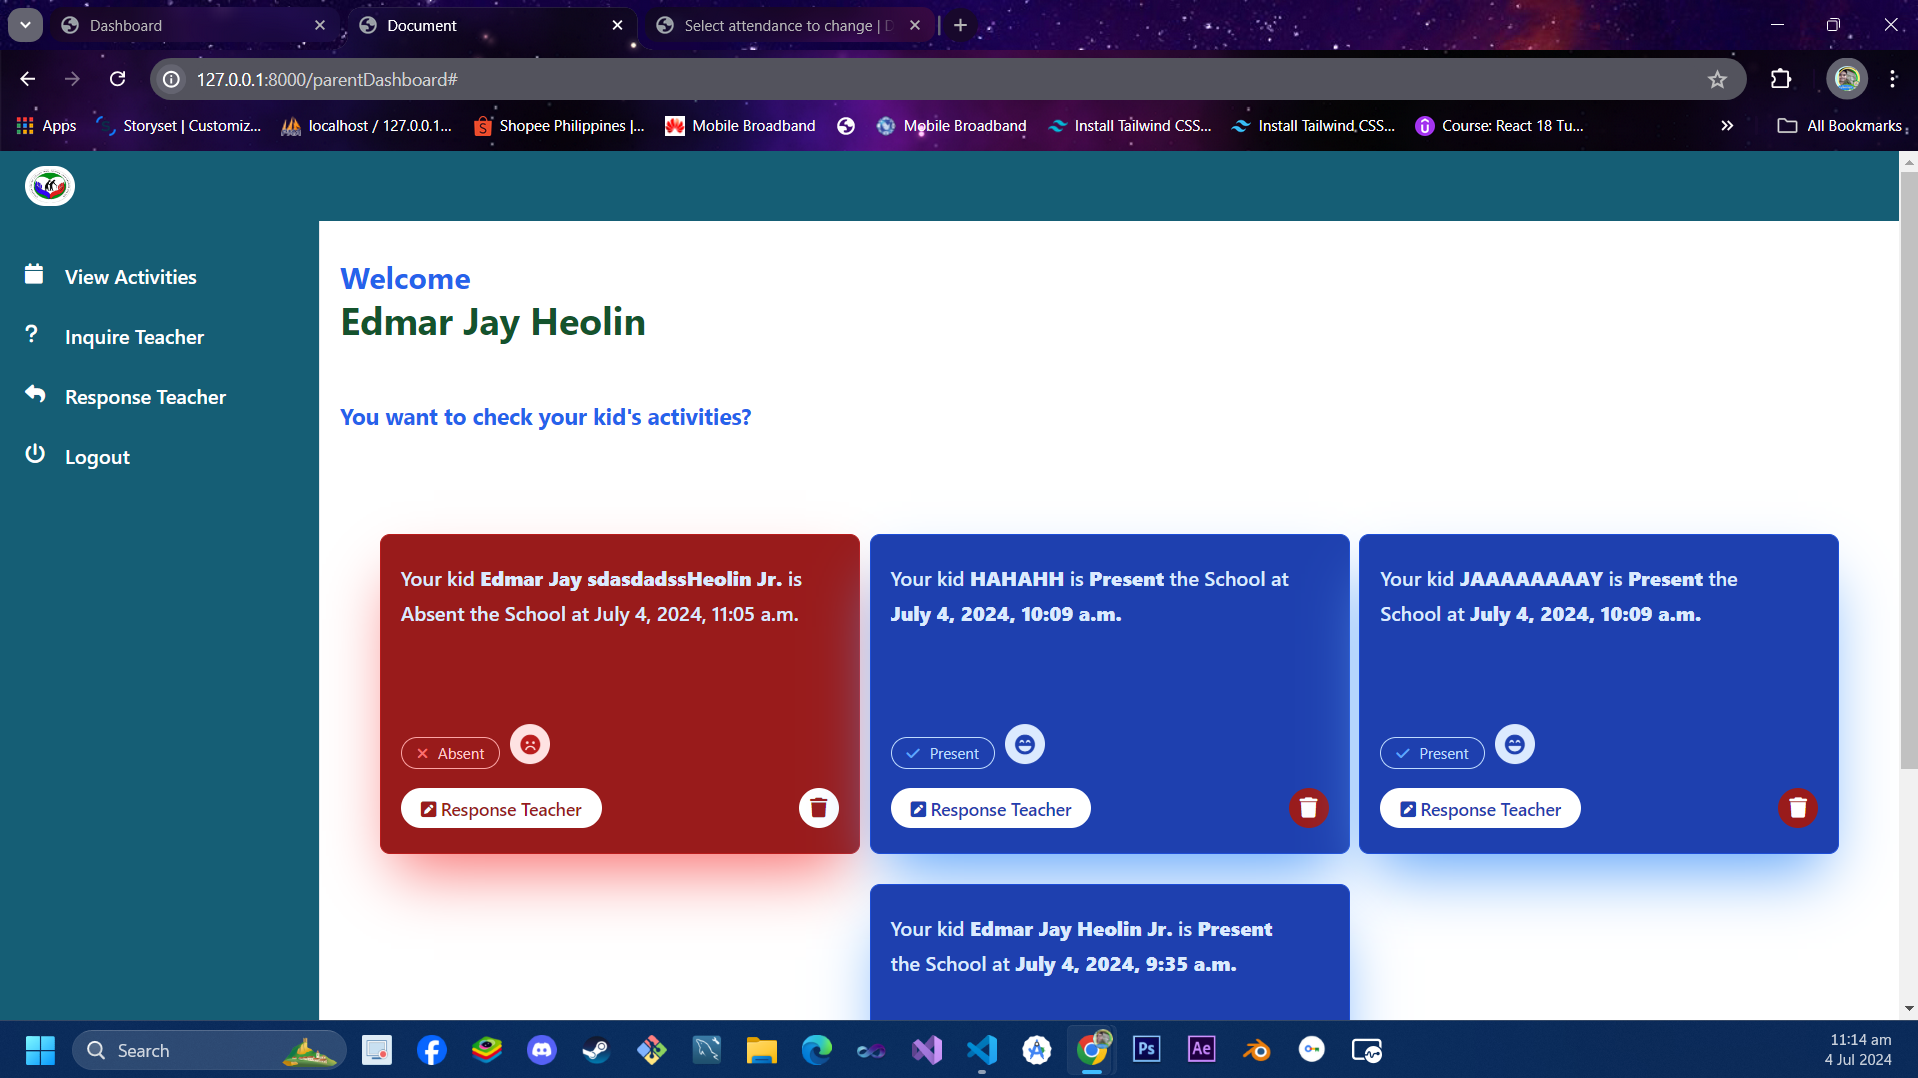 Dashboard
Document
Select attendance to change | D
127.0.0.1:8000/parentDashboard#
Apps
Storyset | Customiz...
localhost / 127.0.0.1...
Shopee Philippines |...
Mobile Broadband
Mobile Broadband
Install Tailwind CSS...
Install Tailwind CSS...
Course: React 18 Tu...
All Bookmarks
View Activities
Inquire Teacher
Response Teacher
Logout
Welcome
Edmar Jay Heolin
You want to check your kid's activities?
Your kid Edmar Jay sdasdadssHeolin Jr. is
Absent the School at July 4, 2024, 11:05 a.m.
Absent
Response Teacher
Your kid HAHAHH is Present the School at
July 4, 2024, 10:09 a.m.
Present
Response Teacher
Your kid JAAAAAAAAY is Present the
School at July 4, 2024, 10:09 a.m.
Present
Response Teacher
Your kid Edmar Jay Heolin Jr. is Present
the School at July 4, 2024, 9:35 a.m.
Search
Ps
Ae
11:14 am
4 Jul 2024